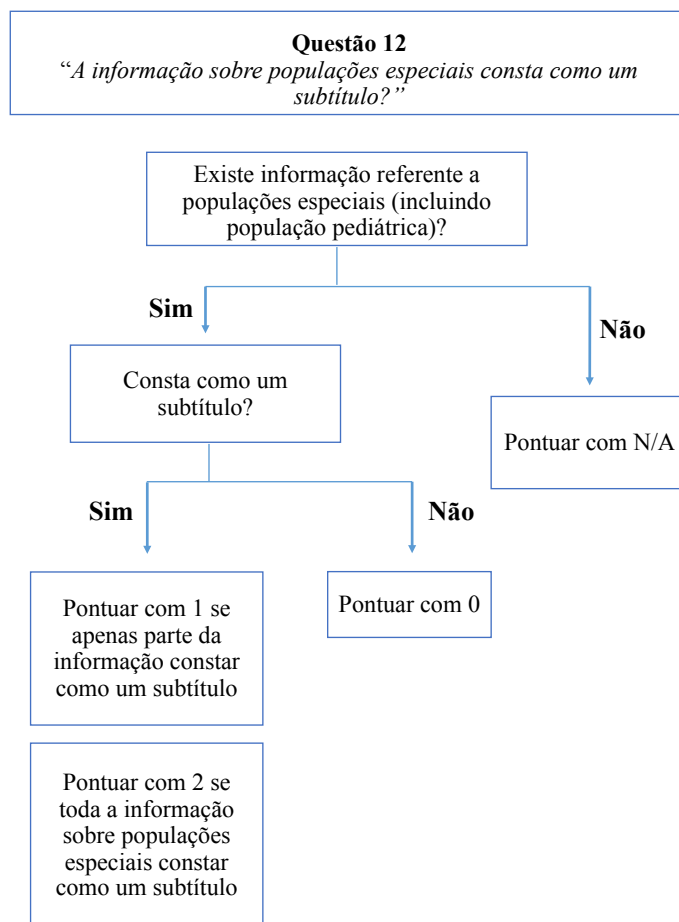 Questão 12
“A informação sobre populações especiais consta como um
subtítulo?”
Existe informação referente a
populações especiais (incluindo
população pediátrica)?
Sim
Não
Consta como um
subtítulo?
Pontuar com N/A
Sim
Não
Pontuar com 1 se
apenas parte da
informação constar
como um subtítulo
Pontuar com 0
Pontuar com 2 se
toda a informação
sobre populações
especiais constar
como um subtítulo